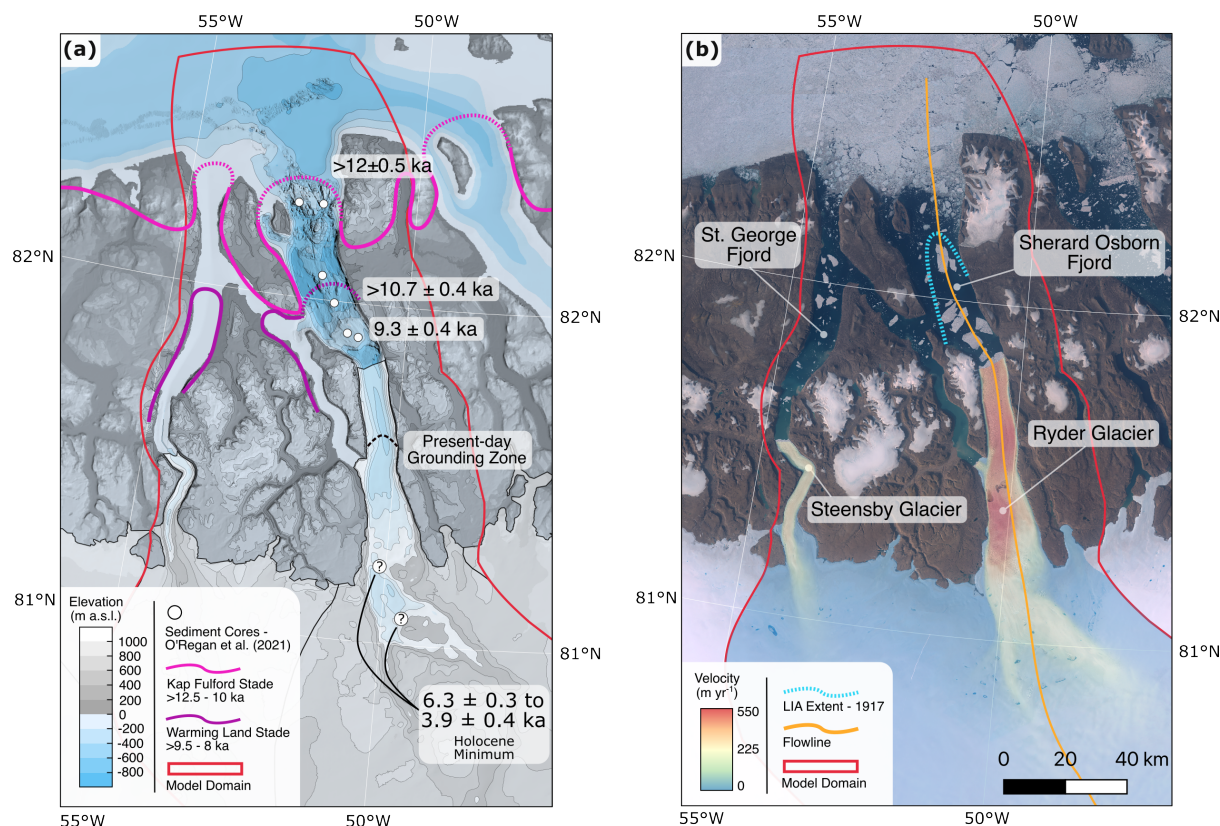 55°W
50°W
(a)
>12±0.5 ka
82°N
>10.7 ± 0.4 ka
9.3 ± 0.4 ka
82°N
Present-day
Grounding Zone
?
?
81°N
81°N
6.3 ± 0.3 to
3.9 ± 0.4 ka
Holocene
Minimum
Elevation
(m a.s.l.)
1000
800
600
400
200
0
-200
-400
-600
-800
Sediment Cores -
O'Regan et al. (2021)
Kap Fulford Stade
>12.5 - 10 ka
Warming Land Stade
>9.5 - 8 ka
Model Domain
55°W
50°W
55°W
50°W
(b)
St. George
Fjord
Sherard Osborn
Fjord
82°N
82°N
Ryder Glacier
Steensby Glacier
81°N
81°N
Velocity
(m yr-1)
550
225
0
LIA Extent - 1917
Flowline
Model Domain
0 20 40 km
55°W
50°W